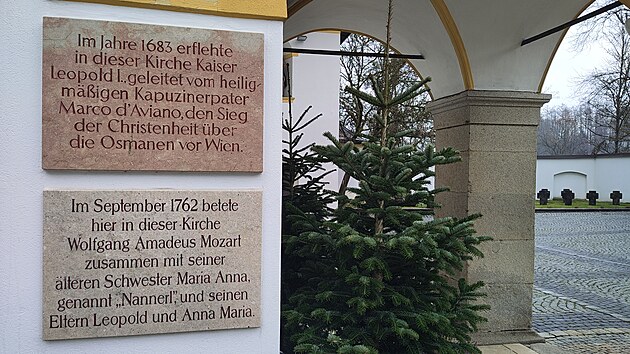 Im Jahre 1683 erflehte
in dieser Kirche Kaiser
Leopold I., geleitet vom heilig-
mäßigen Kapuzinerpater
Marco d'Aviano, den Sieg
der Christenheit über
die Osmanen vor Wien.
Im September 1762 betete
hier in dieser Kirche
Wolfgang Amadeus Mozart
zusammen mit seiner
älteren Schwester Maria Anna,
genannt „Nannerl", und seinen
Eltern Leopold und Anna Maria.